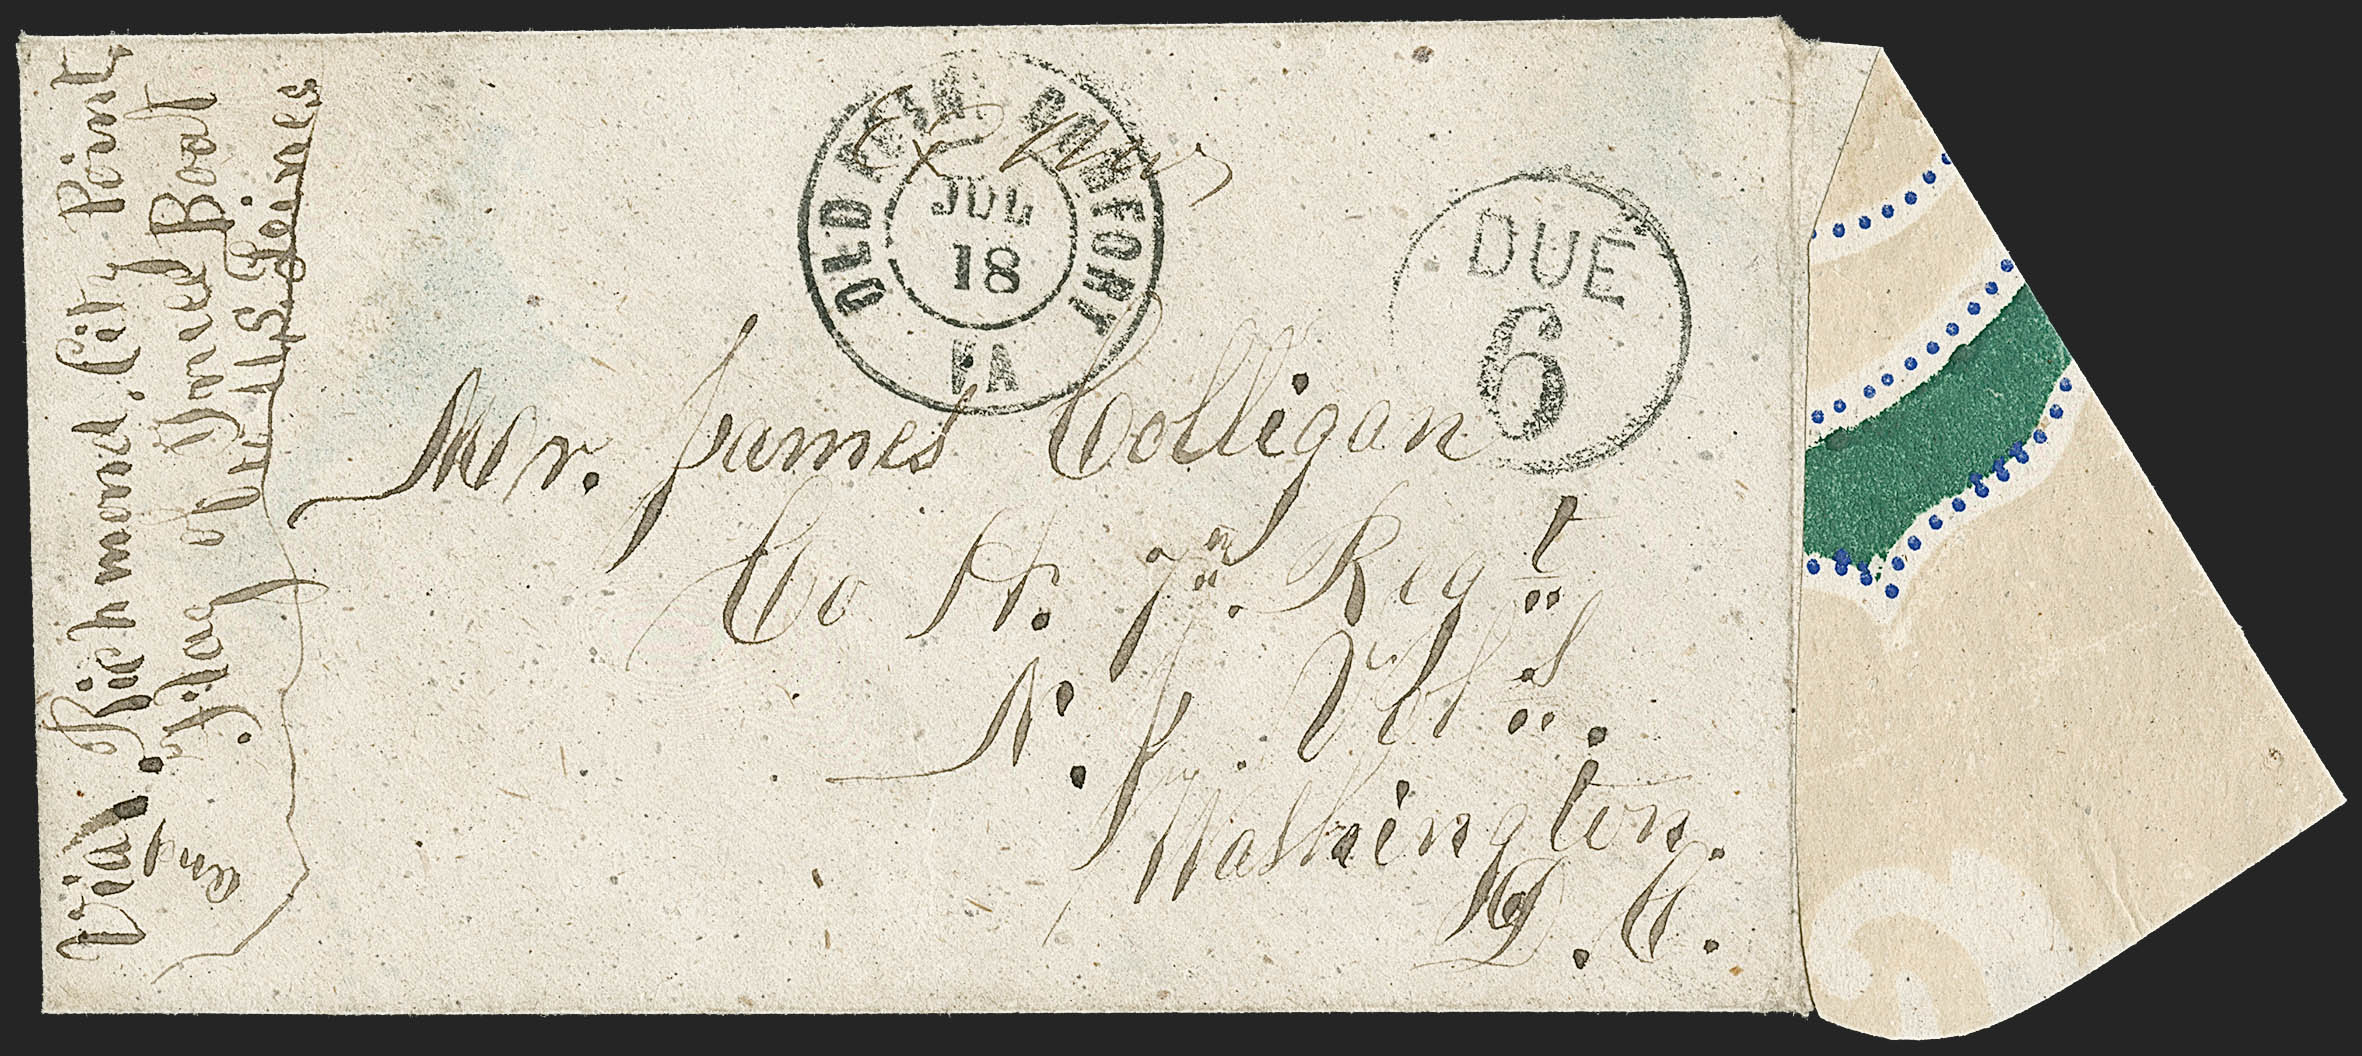 Via. Richmond. City Point
and Flag of Truce Boat
to U.S. Lines
OLD POINT COMFORT
JUL
18
VA
DUE
6
Mr. James Colligan
Co A. 7th. Regt
N. J. Vols.
Washington.
D. C.